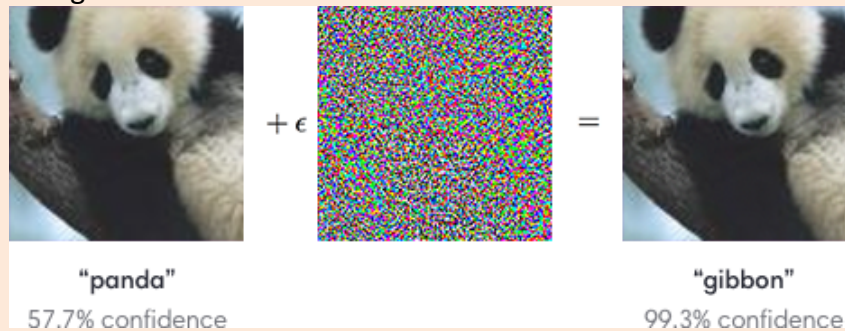 + ϵ
=
“panda”
“gibbon”
57.7% confidence
99.3% confidence